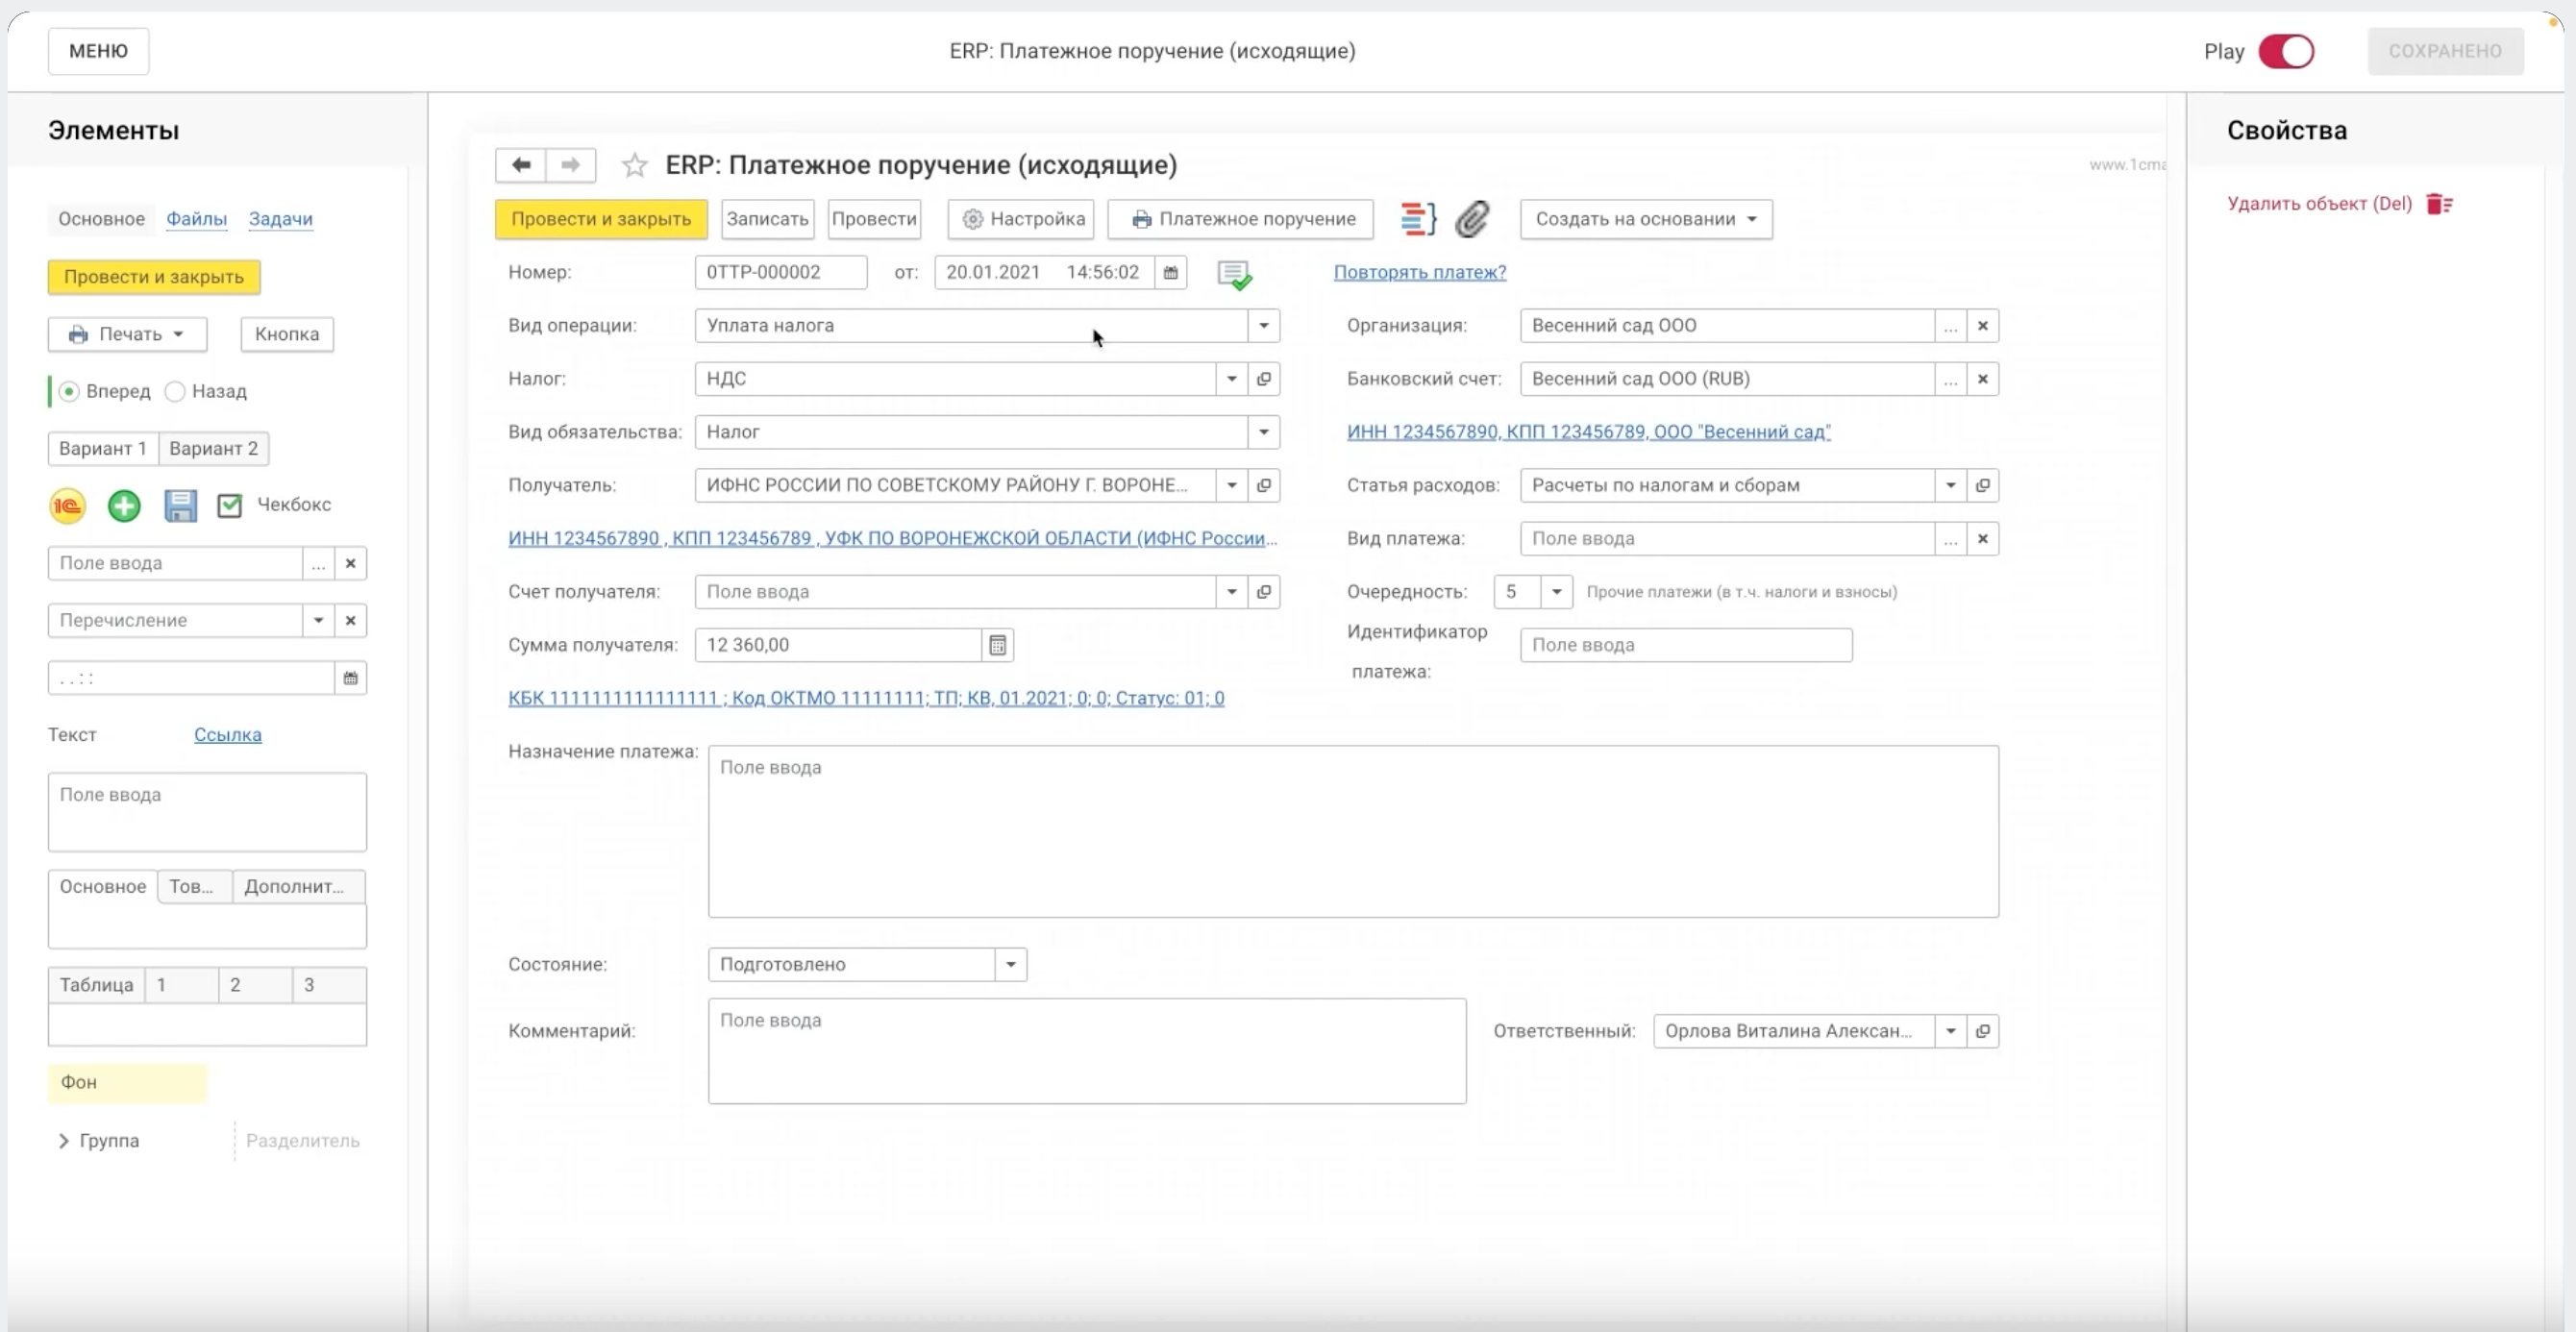 МЕНЮ
ERP: Платежное поручение (исходящие)
Play
СОХРАНЕНО
Элементы
Основное Файлы Задачи
Провести и закрыть
Печать Кнопка
Вперед Назад
Вариант 1 Вариант 2
1С Чекбокс
Поле ввода ...
Перечисление
. . : :
Текст Ссылка
Поле ввода
Основное Тов... Дополнит...
Таблица 1 2 3
Фон
Группа Разделитель
ERP: Платежное поручение (исходящие)
www.1cma
Провести и закрыть Записать Провести Настройка Платежное поручение Создать на основании
Номер: 0ТТР-000002 от: 20.01.2021 14:56:02 Повторять платеж?
Вид операции: Уплата налога Организация: Весенний сад ООО ...
Налог: НДС Банковский счет: Весенний сад ООО (RUB) ...
Вид обязательства: Налог ИНН 1234567890, КПП 123456789, ООО "Весенний сад"
Получатель: ИФНС РОССИИ ПО СОВЕТСКОМУ РАЙОНУ Г. ВОРОНЕ... Статья расходов: Расчеты по налогам и сборам
ИНН 1234567890 , КПП 123456789 , УФК ПО ВОРОНЕЖСКОЙ ОБЛАСТИ (ИФНС России... Вид платежа: Поле ввода ...
Счет получателя: Поле ввода Очередность: 5 Прочие платежи (в т.ч. налоги и взносы)
Сумма получателя: 12 360,00 Идентификатор платежа: Поле ввода
КБК 1111111111111111 ; Код ОКТМО 11111111; ТП; КВ, 01.2021; 0; 0; Статус: 01; 0
Назначение платежа: Поле ввода
Состояние: Подготовлено
Комментарий: Поле ввода Ответственный: Орлова Виталина Алексан...
Свойства
Удалить объект (Del)